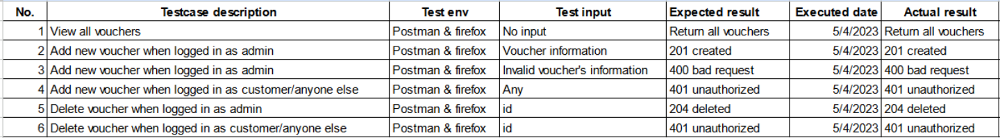 No. Testcase description Test env Test input Expected result Executed date Actual result
1 View all vouchers Postman & firefox No input Return all vouchers 5/4/2023 Return all vouchers
2 Add new voucher when logged in as admin Postman & firefox Voucher information 201 created 5/4/2023 201 created
3 Add new voucher when logged in as admin Postman & firefox Invalid voucher's information 400 bad request 5/4/2023 400 bad request
4 Add new voucher when logged in as customer/anyone else Postman & firefox Any 401 unauthorized 5/4/2023 401 unauthorized
5 Delete voucher when logged in as admin Postman & firefox id 204 deleted 5/4/2023 204 deleted
6 Delete voucher when logged in as customer/anyone else Postman & firefox id 401 unauthorized 5/4/2023 401 unauthorized